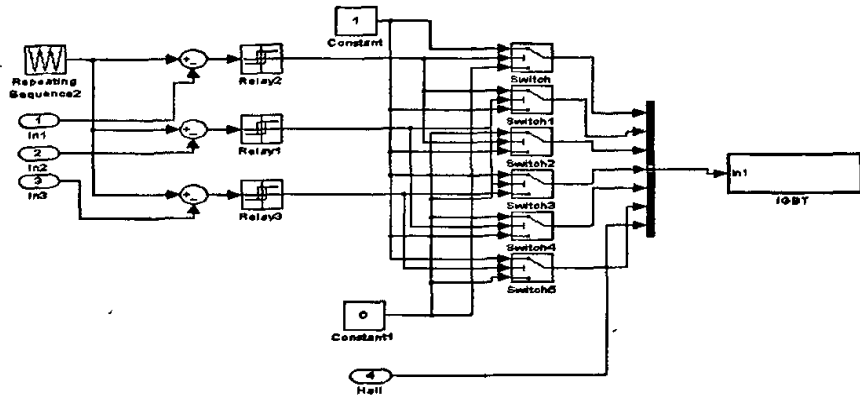 1
Constant
Switch
Repeating
Sequence2
Relay2
1
In1
Switch1
2
In2
Relay1
Switch2
3
In3
Relay3
Switch3
In1
IGBT
Switch4
Switch5
0
Constant1
4
Hall